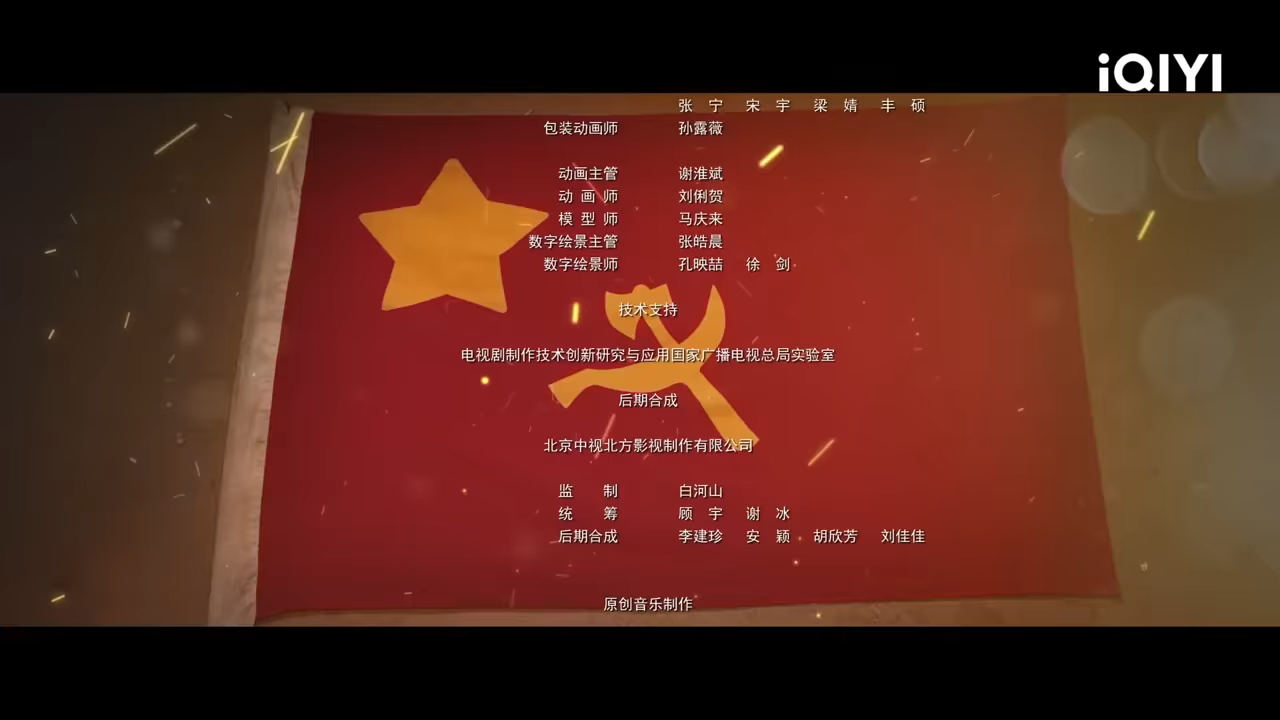 iQIYI
张 宁 宋 宇 梁 婧 丰 硕
包装动画师 孙露薇
动画主管 谢淮斌
动 画 师 刘俐贺
模 型 师 马庆来
数字绘景主管 张皓晨
数字绘景师 孔映喆 徐 剑
技术支持
电视剧制作技术创新研究与应用国家广播电视总局实验室
后期合成
北京中视北方影视制作有限公司
监 制 白河山
统 筹 顾 宇 谢 冰
后期合成 李建珍 安 颖 胡欣芳 刘佳佳
原创音乐制作